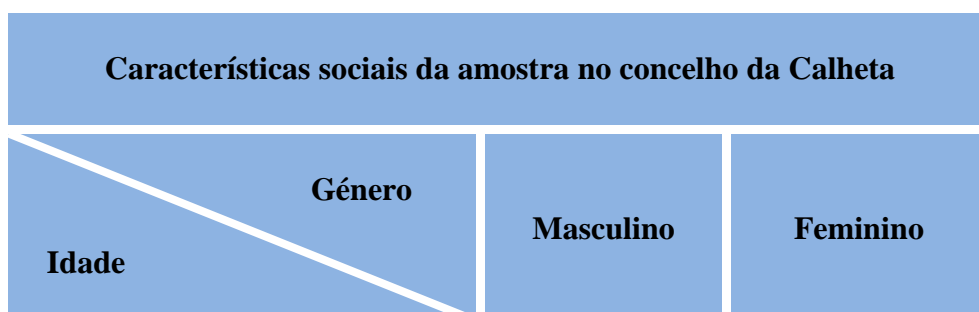 Características sociais da amostra no concelho da Calheta
Género
Idade
Masculino
Feminino